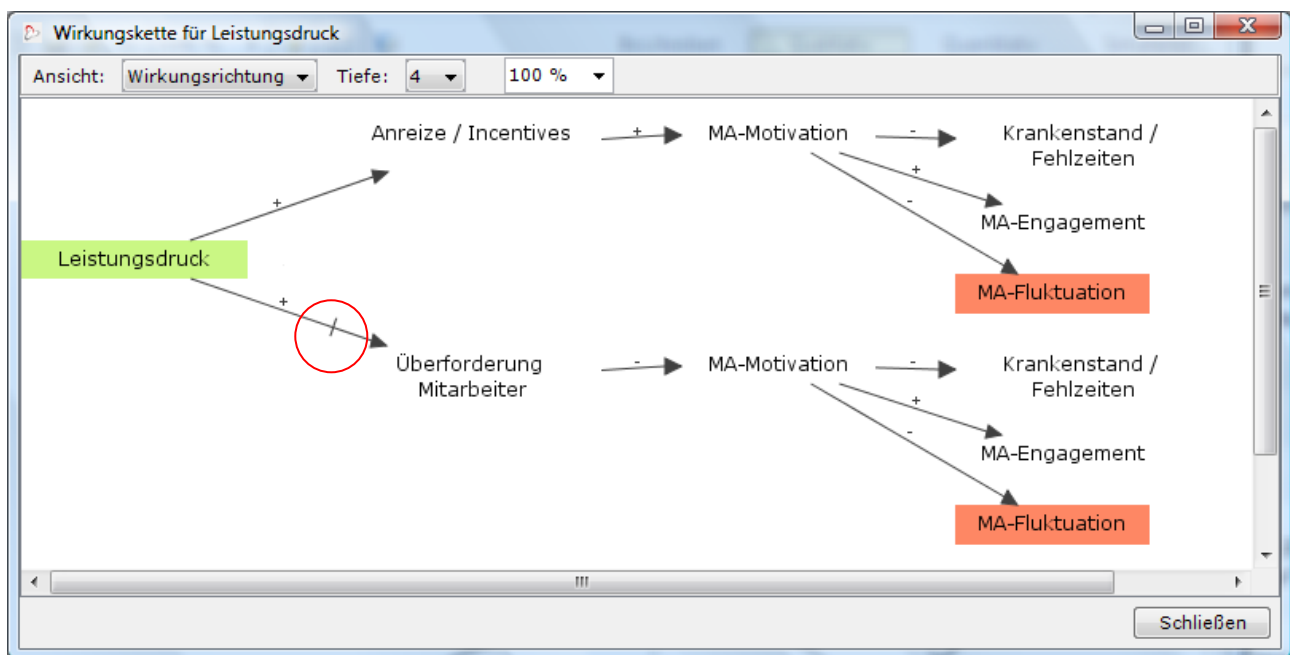 Wirkungskette für Leistungsdruck
Ansicht: Wirkungsrichtung Tiefe: 4 100 %
Anreize / Incentives + MA-Motivation - Krankenstand /
Fehlzeiten
+
-
+
MA-Engagement
Leistungsdruck
MA-Fluktuation
+
Überforderung
Mitarbeiter
- MA-Motivation - Krankenstand /
Fehlzeiten
+
-
MA-Engagement
MA-Fluktuation
Schließen